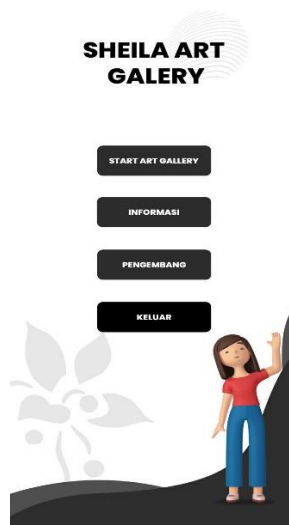 SHEILA ART
GALERY
START ART GALLERY
INFORMASI
PENGEMBANG
KELUAR